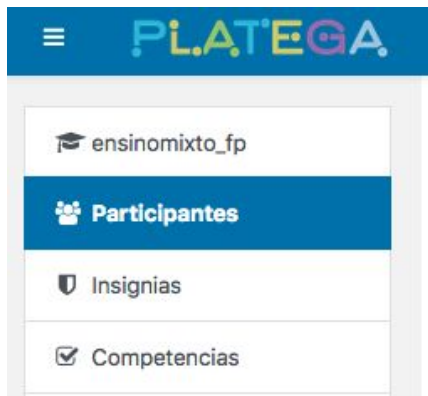 PLATEGA
ensinomixto_fp
Participantes
Insignias
Competencias